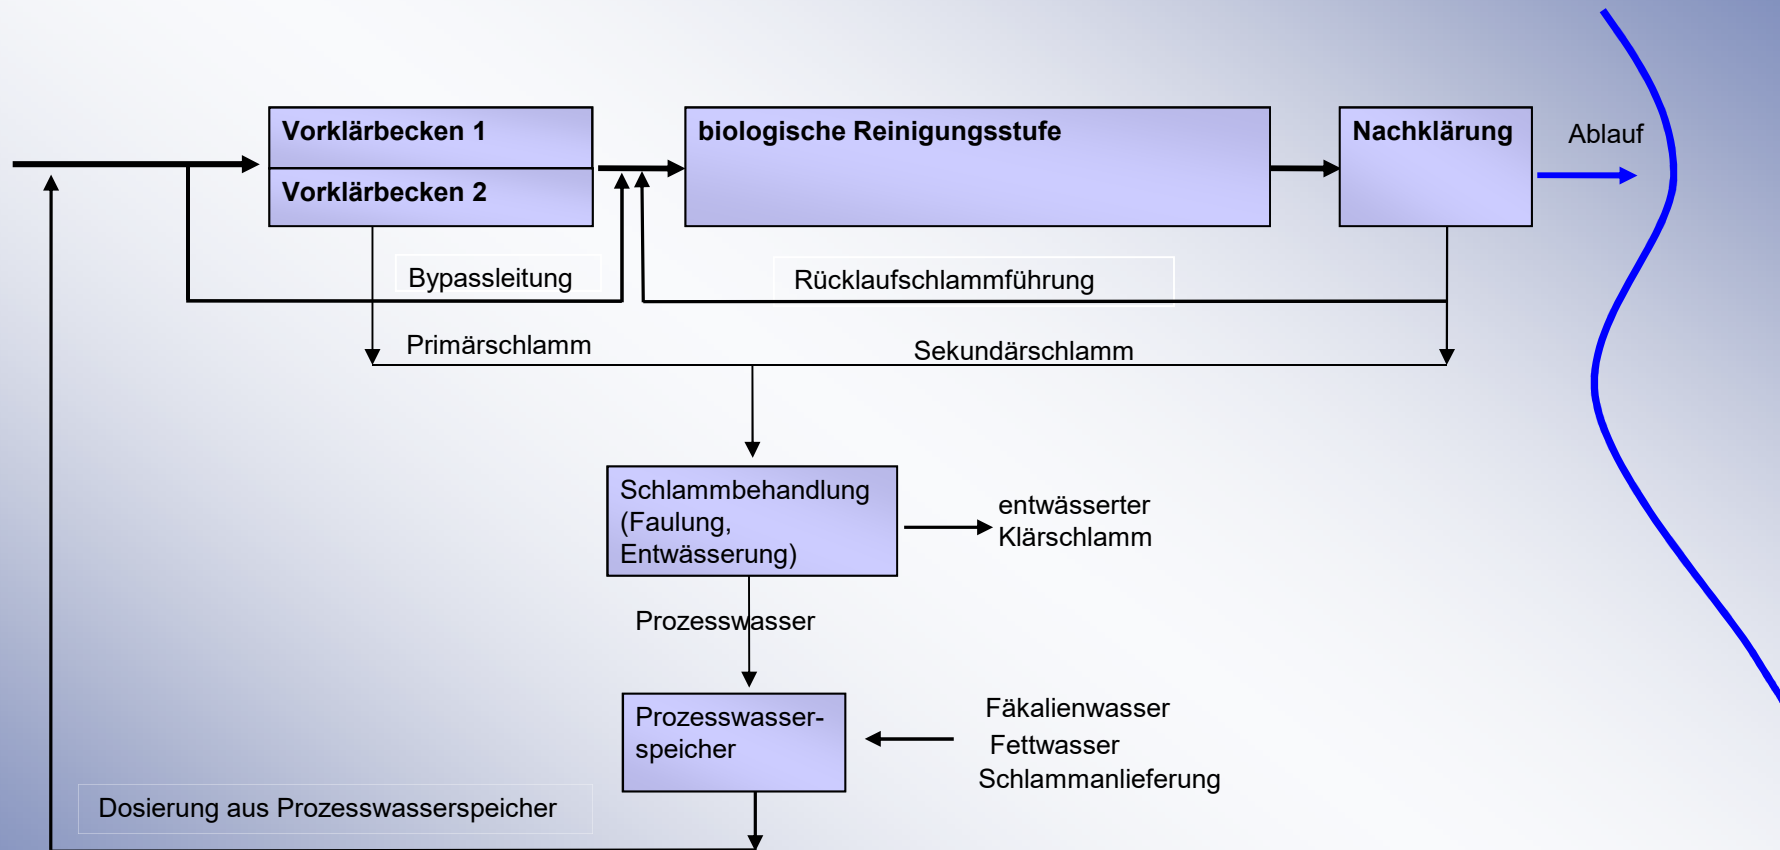 Vorklärbecken 1
Vorklärbecken 2
biologische Reinigungsstufe
Nachklärung
Ablauf
Bypassleitung
Rücklaufschlammführung
Primärschlamm
Sekundärschlamm
Schlammbehandlung
(Faulung,
Entwässerung)
entwässerter
Klärschlamm
Prozesswasser
Prozesswasser-
speicher
Fäkalienwasser
Fettwasser
Schlammanlieferung
Dosierung aus Prozesswasserspeicher